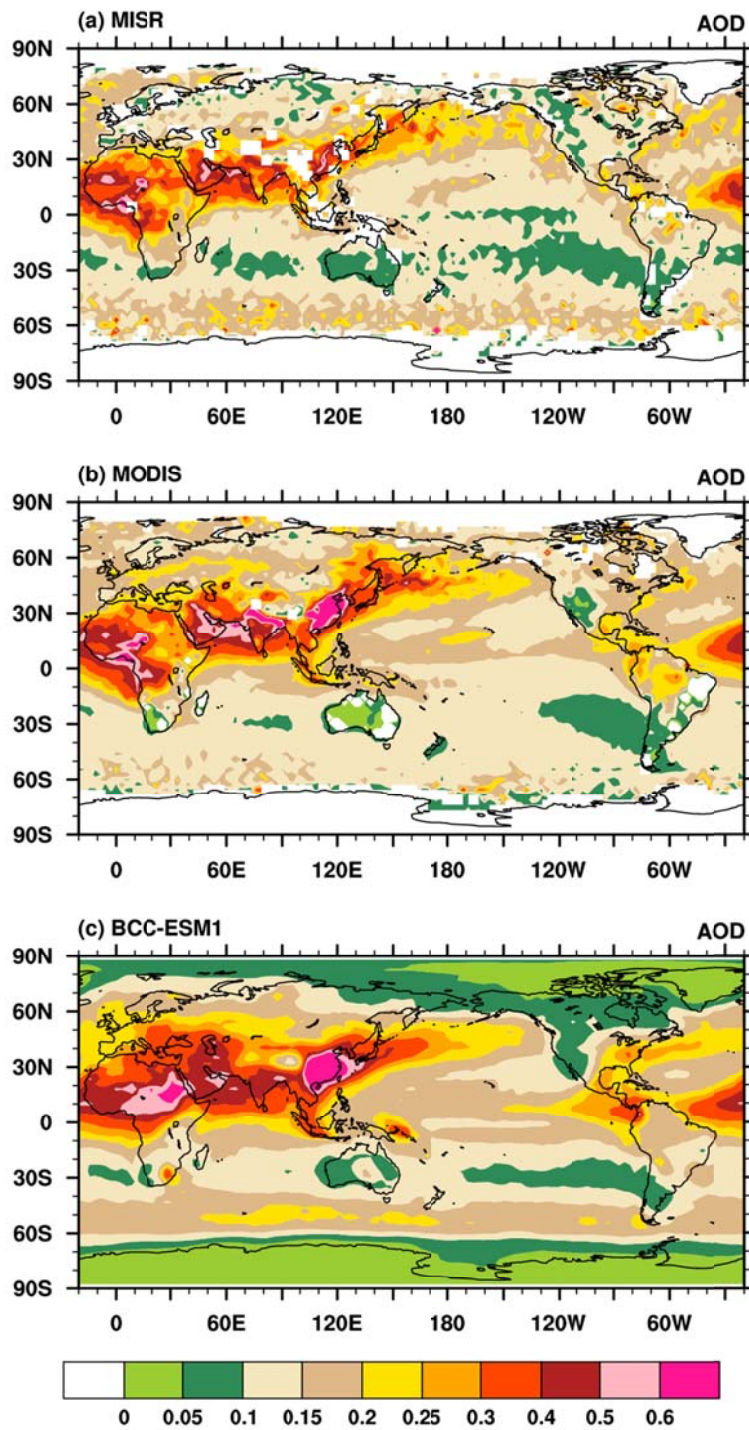 (a) MISR AOD
90N
60N
30N
0
30S
60S
90S
0 60E 120E 180 120W 60W
(b) MODIS AOD
90N
60N
30N
0
30S
60S
90S
0 60E 120E 180 120W 60W
(c) BCC-ESM1 AOD
90N
60N
30N
0
30S
60S
90S
0 60E 120E 180 120W 60W
0 0.05 0.1 0.15 0.2 0.25 0.3 0.4 0.5 0.6